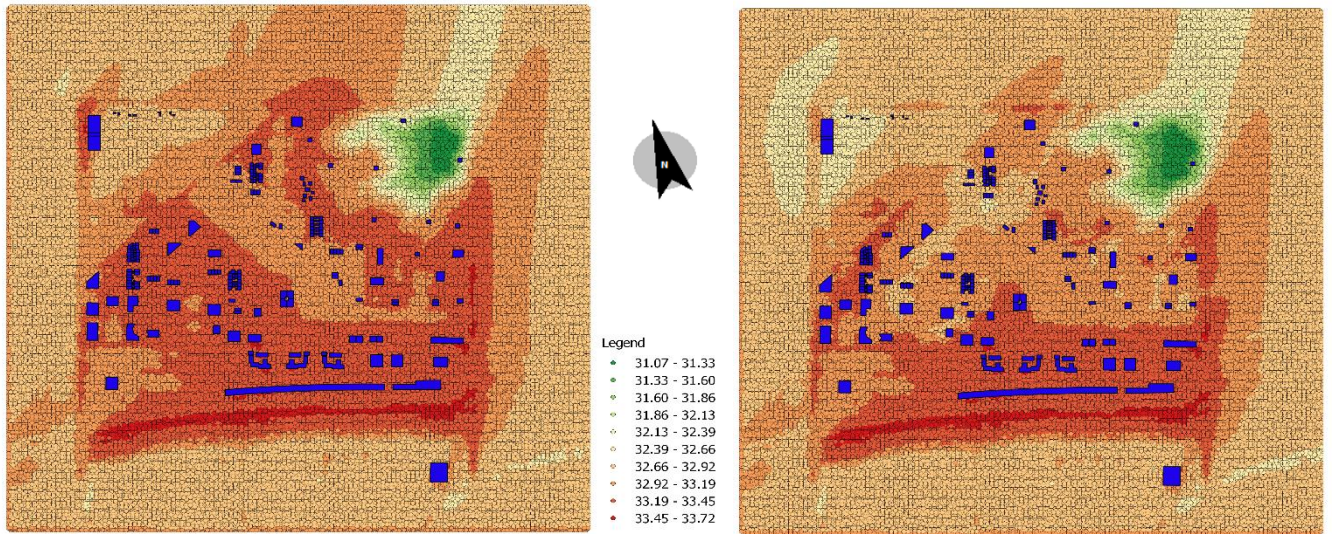 N
Legend
31.07 - 31.33
31.33 - 31.60
31.60 - 31.86
31.86 - 32.13
32.13 - 32.39
32.39 - 32.66
32.66 - 32.92
32.92 - 33.19
33.19 - 33.45
33.45 - 33.72